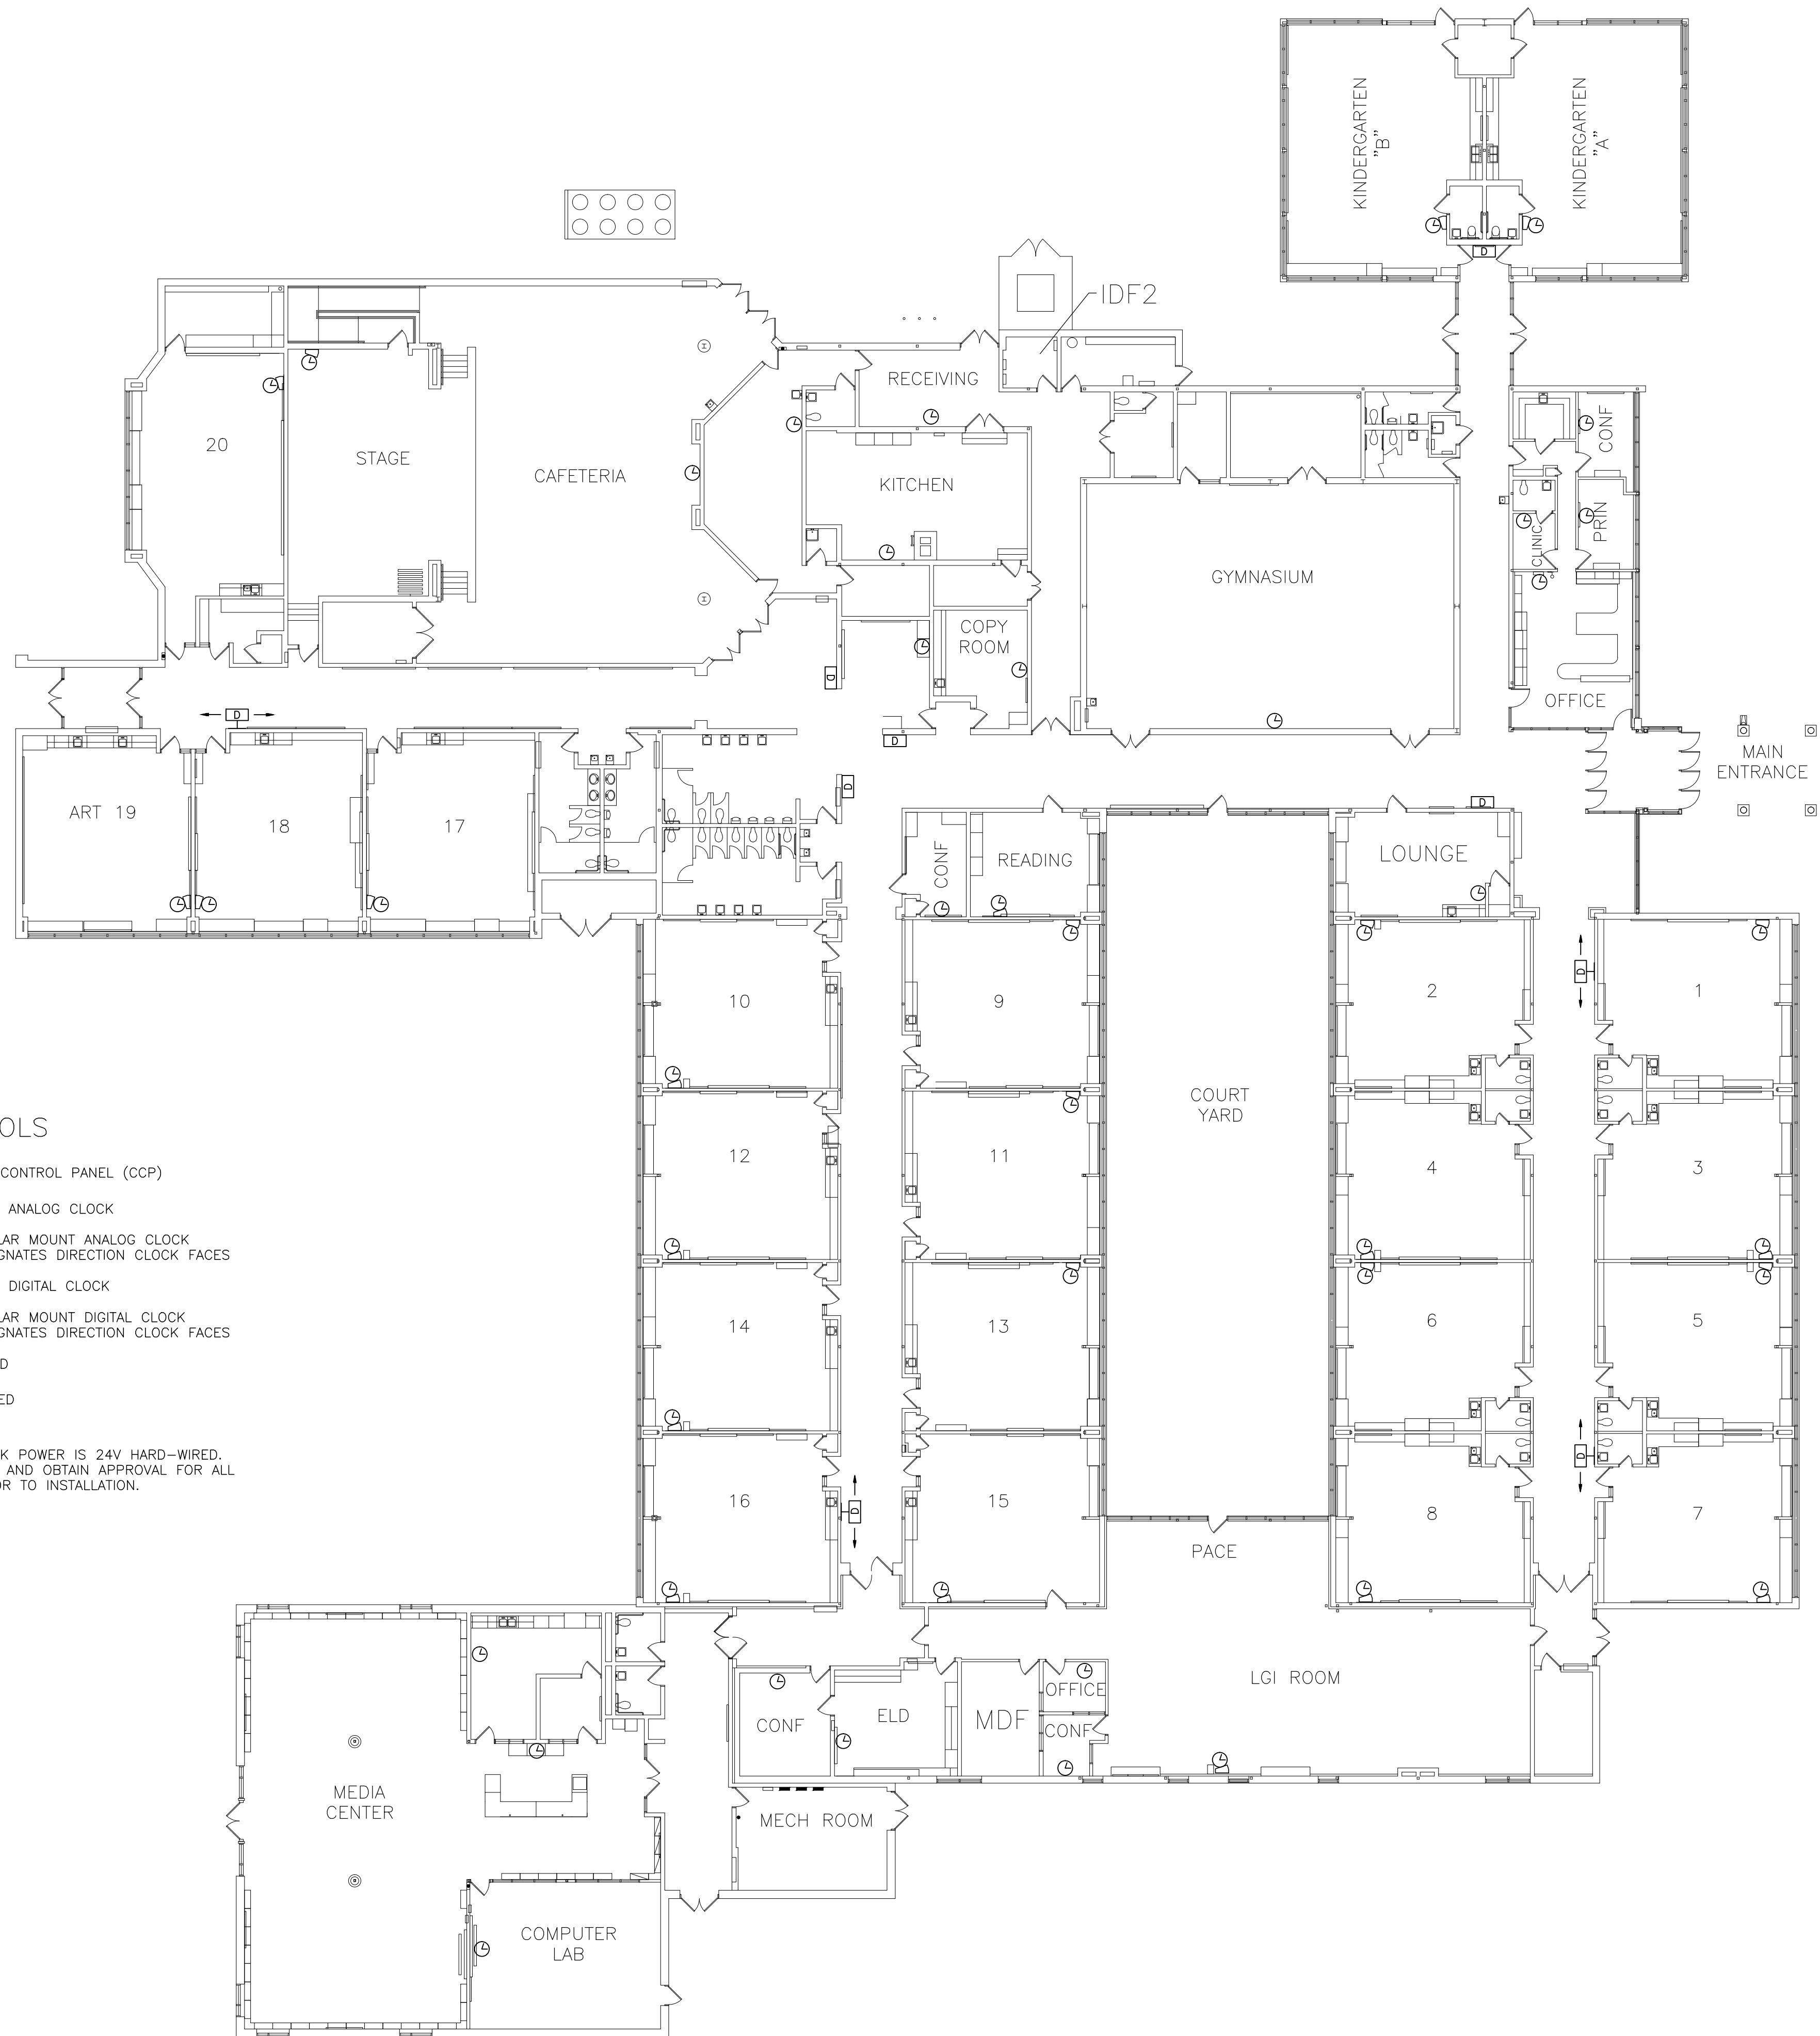 KINDERGARTEN
"B"
KINDERGARTEN
"A"
D
IDF2
RECEIVING
20
STAGE
CAFETERIA
KITCHEN
CONF
PRIN
CLINIC
GYMNASIUM
COPY
ROOM
OFFICE
D
D
D
D
D
MAIN
ENTRANCE
ART 19
18
17
CONF
READING
LOUNGE
10
9
2
D
1
COURT
YARD
12
11
4
3
14
13
6
5
16
D
15
8
D
7
PACE
OLS
CONTROL PANEL (CCP)
ANALOG CLOCK
LAR MOUNT ANALOG CLOCK
GNATES DIRECTION CLOCK FACES
DIGITAL CLOCK
LAR MOUNT DIGITAL CLOCK
GNATES DIRECTION CLOCK FACES
D
ED
K POWER IS 24V HARD-WIRED.
AND OBTAIN APPROVAL FOR ALL
OR TO INSTALLATION.
CONF
ELD
MDF
OFFICE
CONF
LGI ROOM
MEDIA
CENTER
MECH ROOM
COMPUTER
LAB